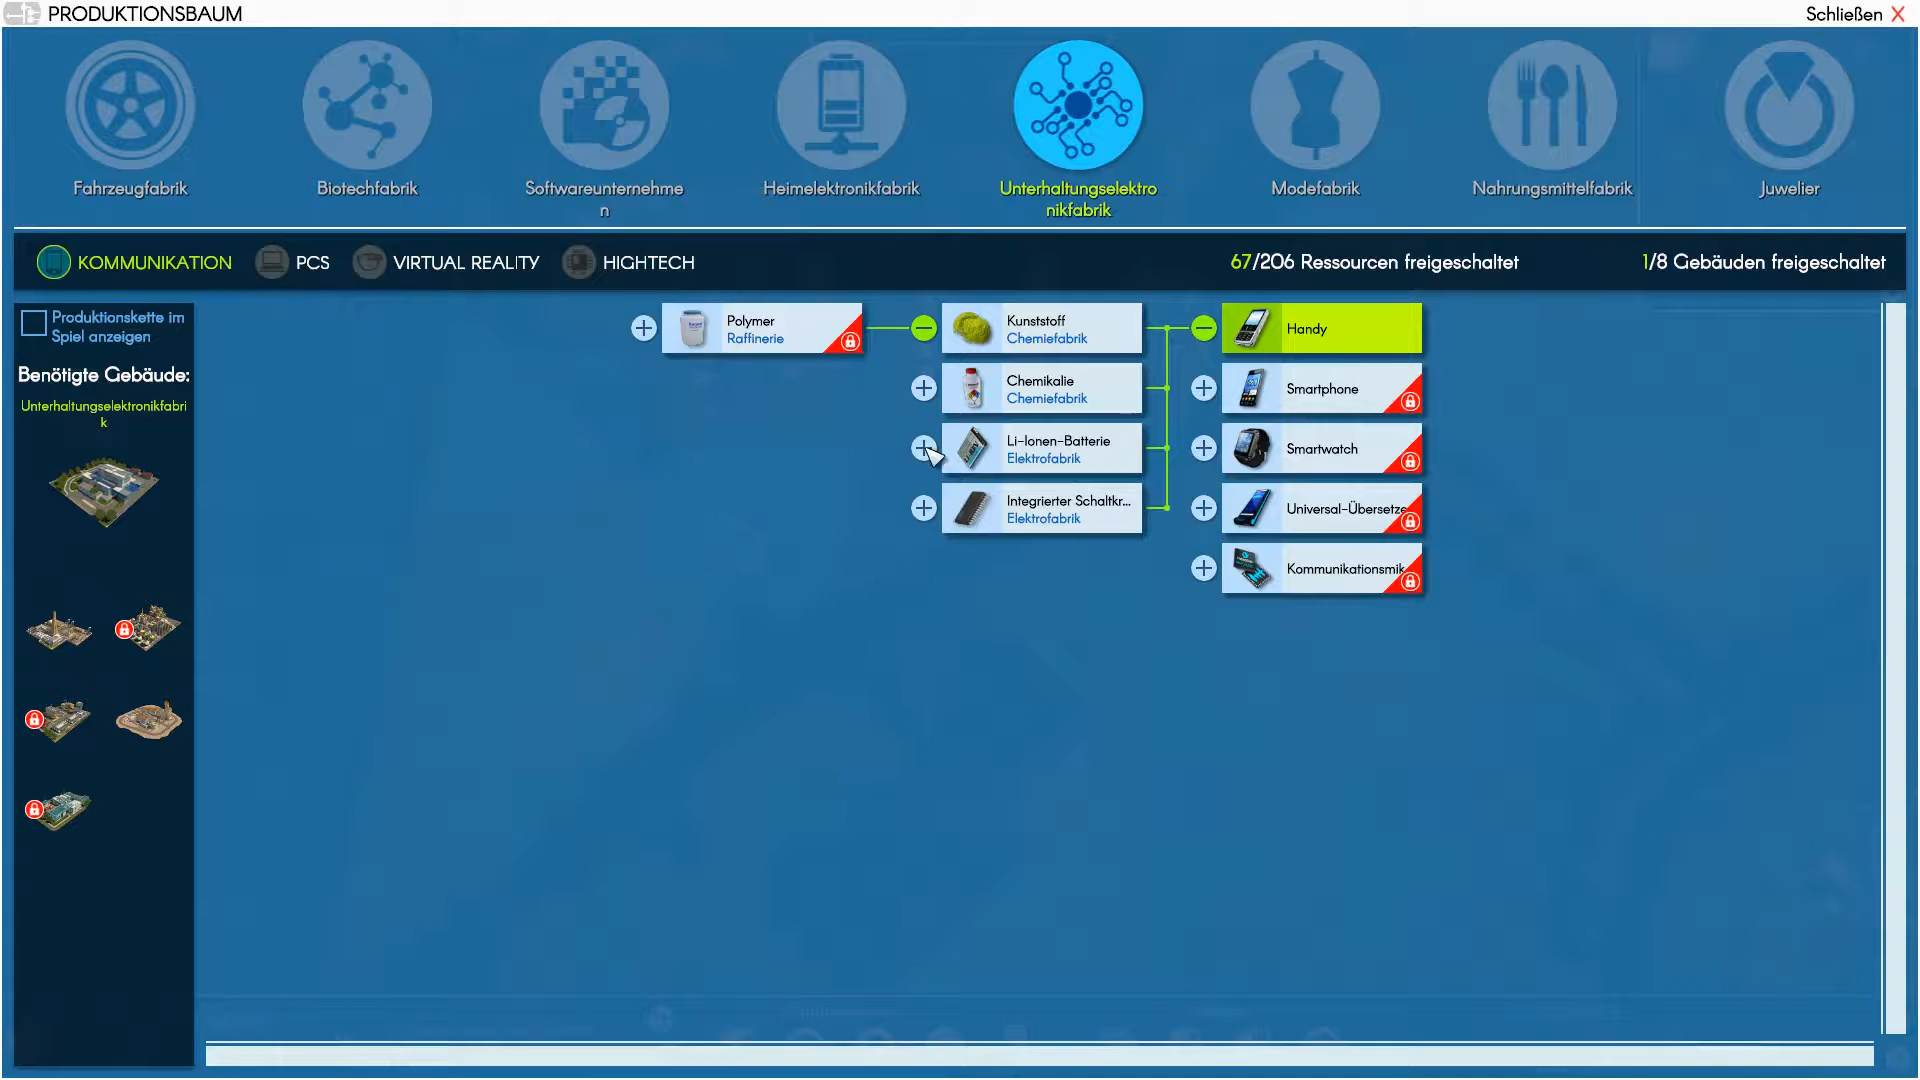 PRODUKTIONSBAUM
Schließen X
Fahrzeugfabrik
Biotechfabrik
Softwareunternehme
n
Heimelektronikfabrik
Unterhaltungselektro
nikfabrik
Modefabrik
Nahrungsmittelfabrik
Juwelier
KOMMUNIKATION
PCS
VIRTUAL REALITY
HIGHTECH
67/206 Ressourcen freigeschaltet
1/8 Gebäuden freigeschaltet
Produktionskette im
Spiel anzeigen
Benötigte Gebäude:
Unterhaltungselektronikfabri
k
Polymer
Raffinerie
Kunststoff
Chemiefabrik
Chemikalie
Chemiefabrik
Li-Ionen-Batterie
Elektrofabrik
Integrierter Schaltkr...
Elektrofabrik
Handy
Smartphone
Smartwatch
Universal-Übersetze
Kommunikationsmik